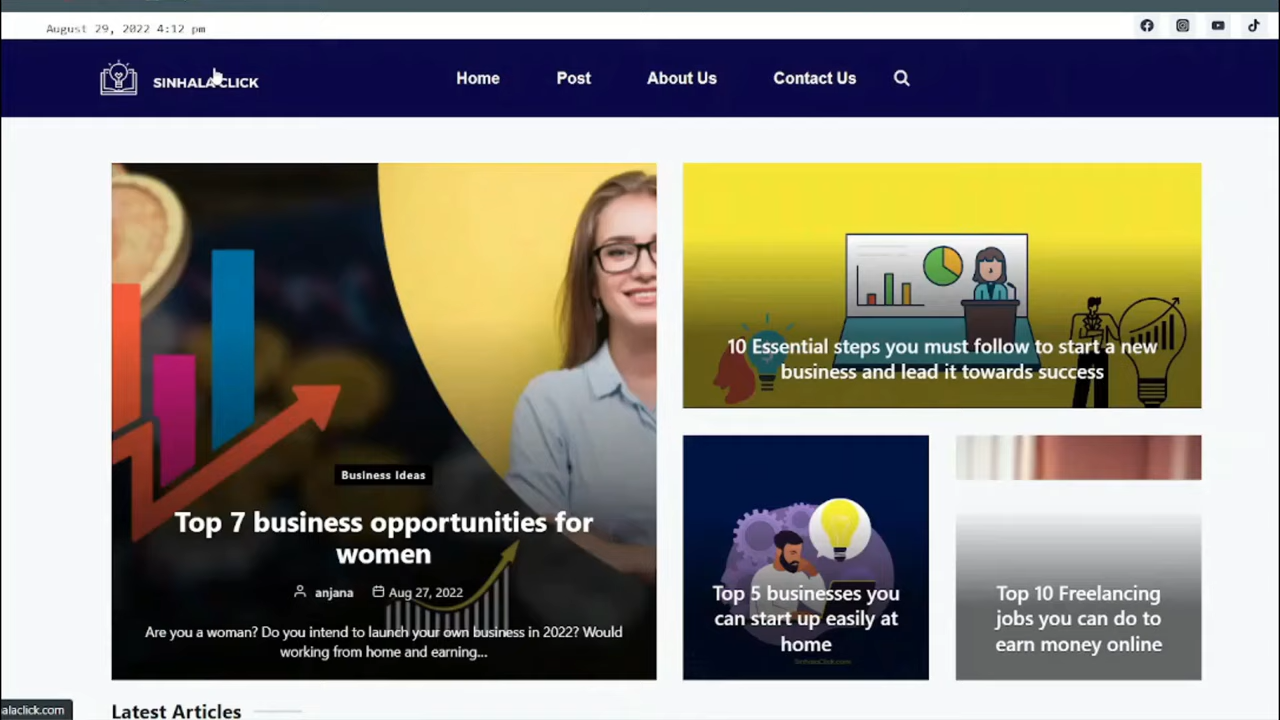 August 29, 2022 4:12 pm
SINHALA CLICK
Home Post About Us Contact Us
Business Ideas
Top 7 business opportunities for
women
anjana Aug 27, 2022
Are you a woman? Do you intend to launch your own business in 2022? Would
working from home and earning...
10 Essential steps you must follow to start a new
business and lead it towards success
Top 5 businesses you
can start up easily at
home
SinhalaClick.com
Top 10 Freelancing
jobs you can do to
earn money online
alaclick.com
Latest Articles